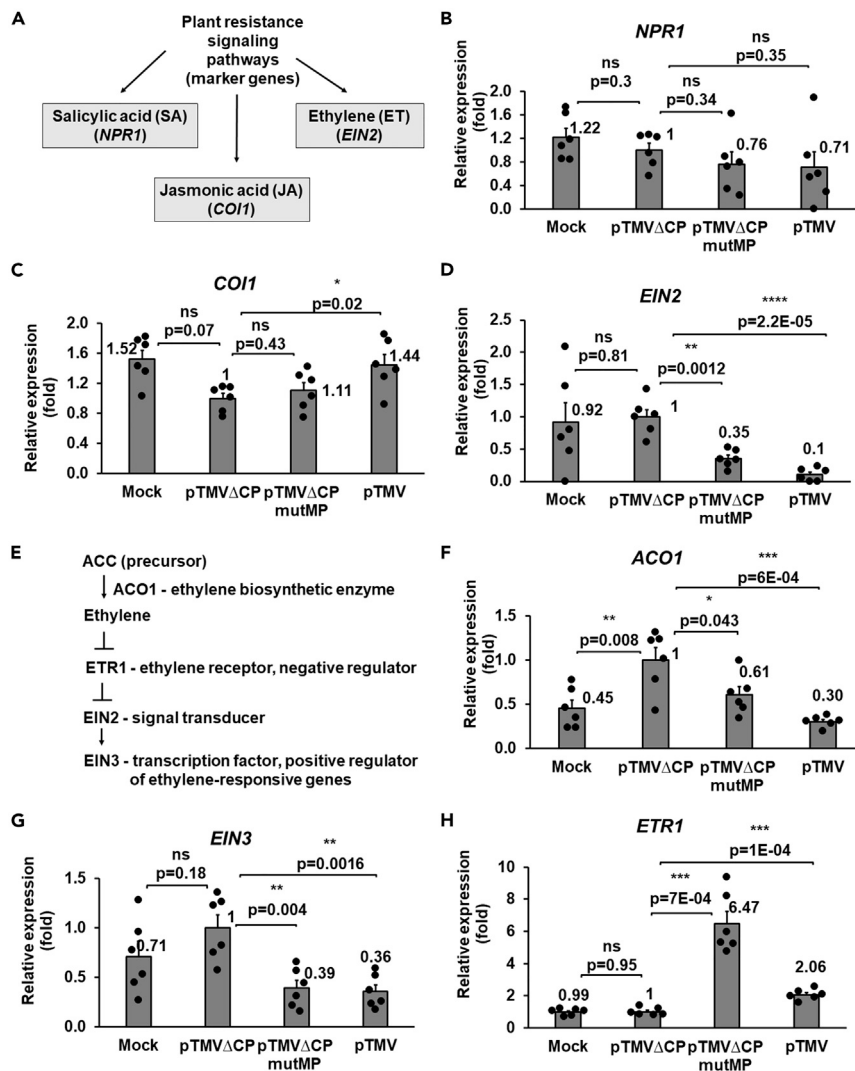 A
Plant resistance
signaling
pathways
(marker genes)
Salicylic acid (SA)
(NPR1)
Ethylene (ET)
(EIN2)
Jasmonic acid (JA)
(COI1)
B
NPR1
ns
p=0.35
ns
p=0.3
ns
p=0.34
Relative expression
(fold)
2.0
1.6
1.2
0.8
0.4
0.0
1.22
1
0.76
0.71
Mock
pTMVΔCP
pTMVΔCP
mutMP
pTMV
C
COI1
*
p=0.02
ns
p=0.07
ns
p=0.43
Relative expression
(fold)
2.0
1.6
1.2
0.8
0.4
0.0
1.52
1
1.11
1.44
Mock
pTMVΔCP
pTMVΔCP
mutMP
pTMV
D
EIN2
****
p=2.2E-05
ns
p=0.81
**
p=0.0012
Relative expression
(fold)
2.5
2.0
1.5
1.0
0.5
0.0
0.92
1
0.35
0.1
Mock
pTMVΔCP
pTMVΔCP
mutMP
pTMV
E
ACC (precursor)
ACO1 - ethylene biosynthetic enzyme
Ethylene
ETR1 - ethylene receptor, negative regulator
EIN2 - signal transducer
EIN3 - transcription factor, positive regulator
of ethylene-responsive genes
F
ACO1
***
p=6E-04
**
p=0.008
*
p=0.043
Relative expression
(fold)
1.5
1.0
0.5
0.0
0.45
1
0.61
0.30
Mock
pTMVΔCP
pTMVΔCP
mutMP
pTMV
G
EIN3
**
p=0.0016
ns
p=0.18
**
p=0.004
Relative expression
(fold)
1.5
1.0
0.5
0.0
0.71
1
0.39
0.36
Mock
pTMVΔCP
pTMVΔCP
mutMP
pTMV
H
ETR1
***
p=1E-04
***
p=7E-04
ns
p=0.95
Relative expression
(fold)
10
8
6
4
2
0
0.99
1
6.47
2.06
Mock
pTMVΔCP
pTMVΔCP
mutMP
pTMV